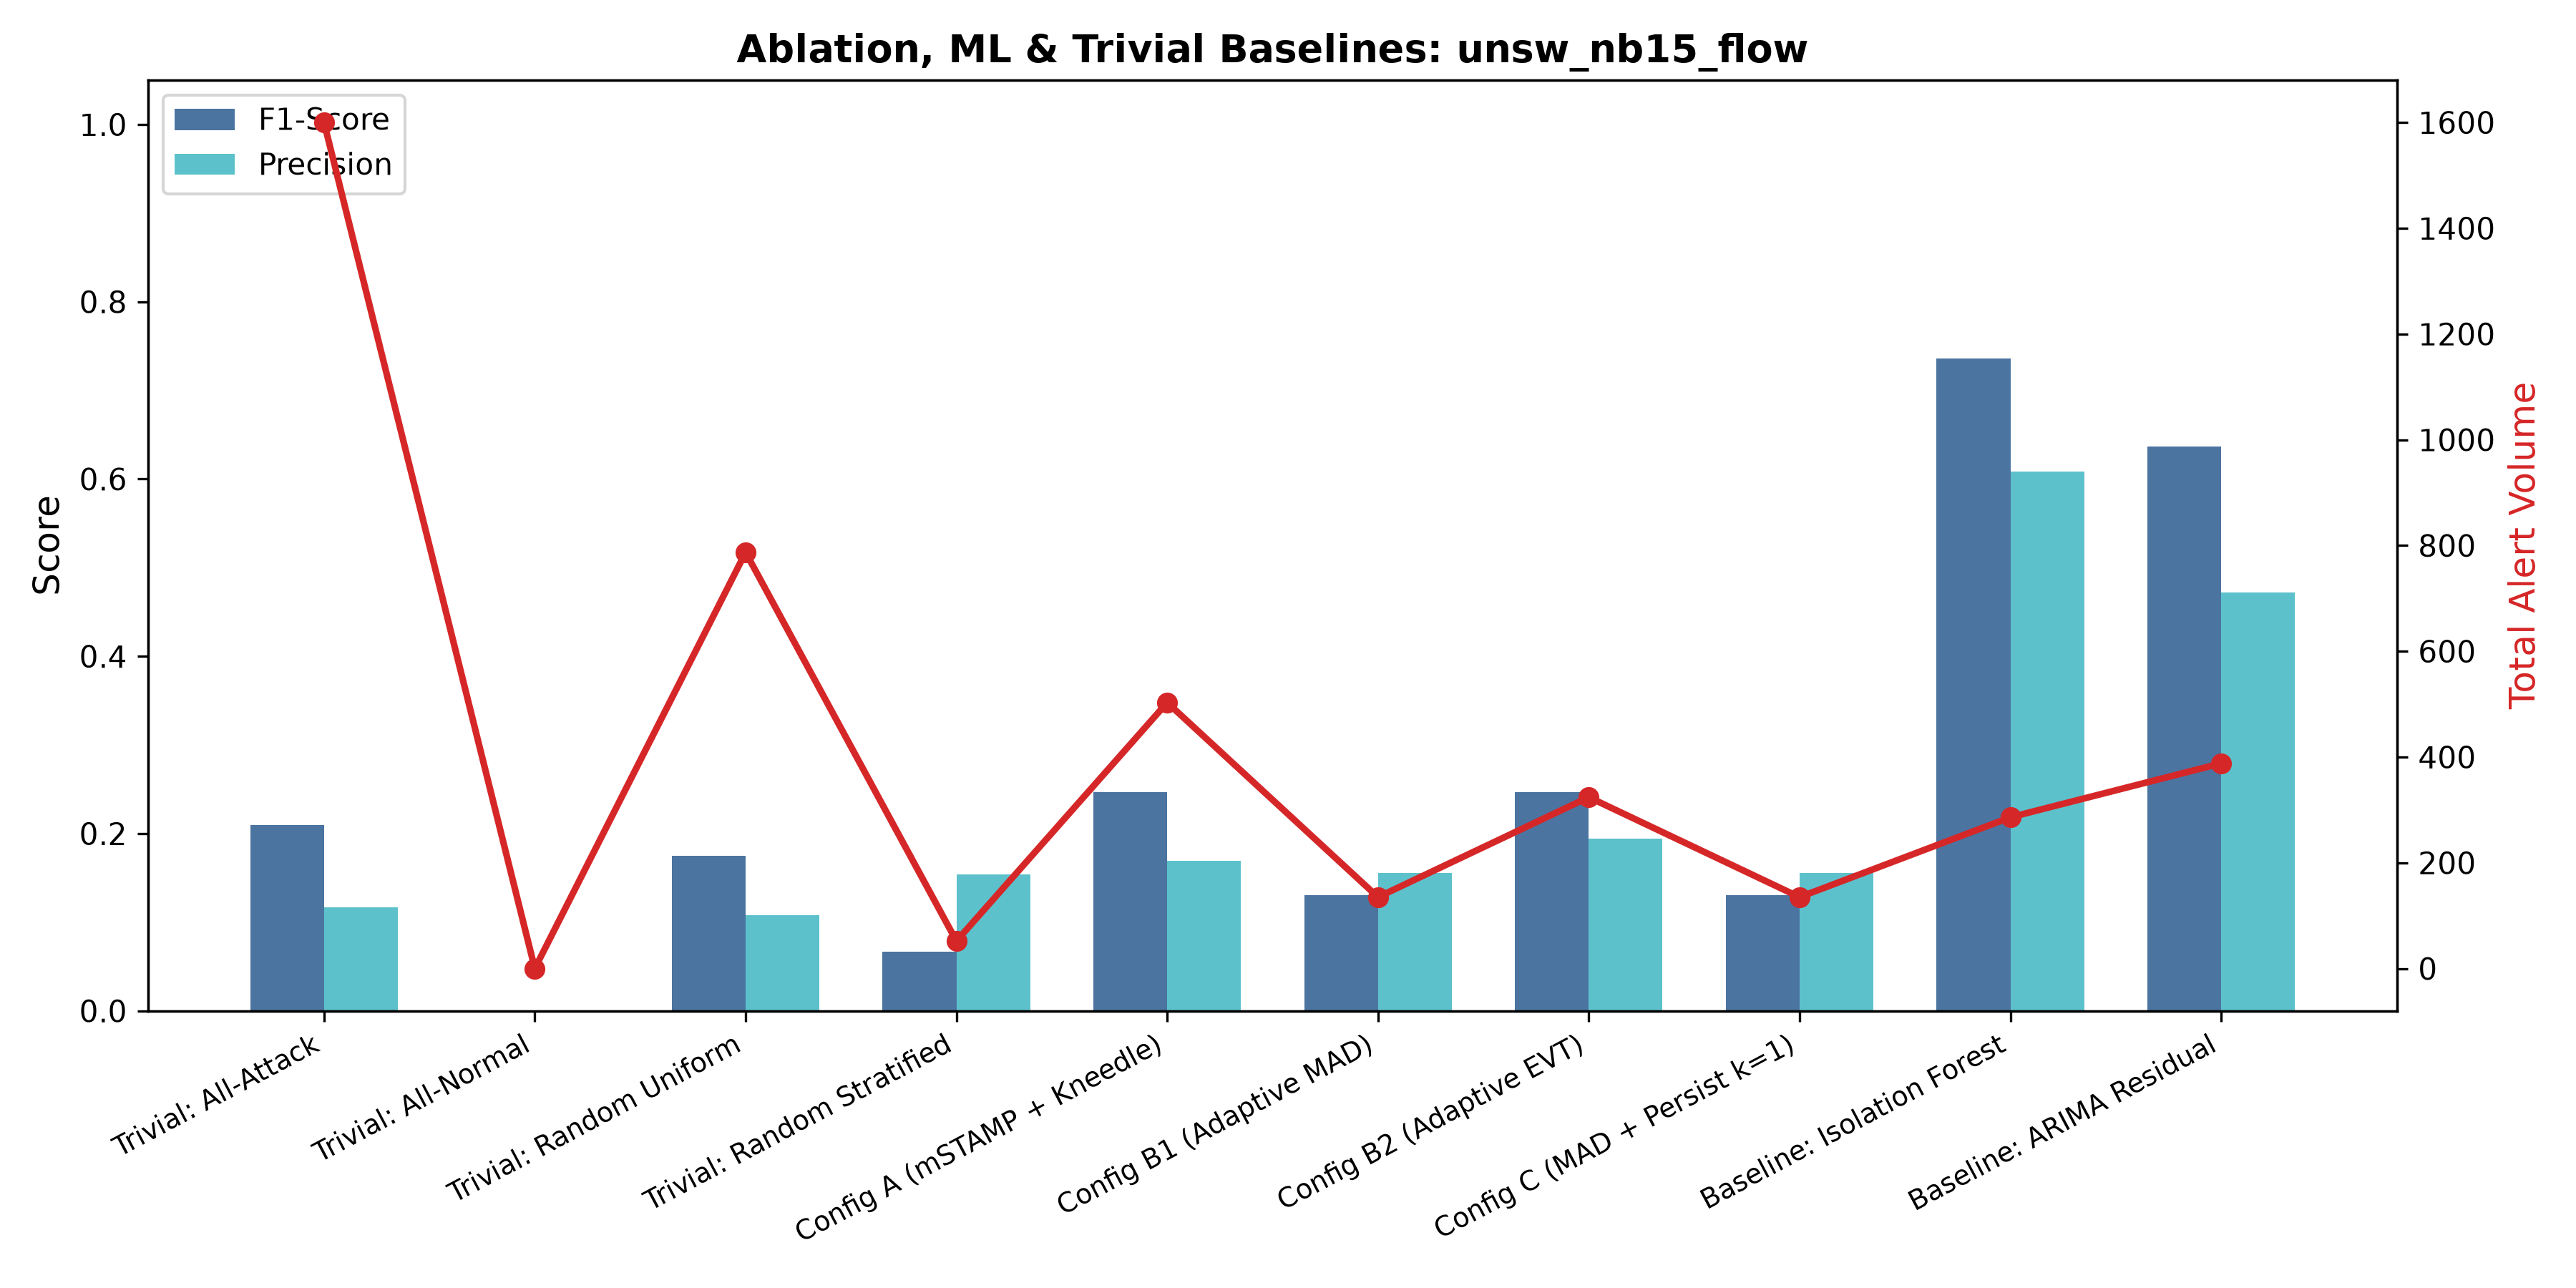 Ablation, ML & Trivial Baselines: unsw_nb15_flow
F1-Score
Precision
Score
1.0
0.8
0.6
0.4
0.2
0.0
1600
1400
1200
1000
800
600
400
200
0
Total Alert Volume
Trivial: All-Attack
Trivial: All-Normal
Trivial: Random Uniform
Trivial: Random Stratified
Config A (mSTAMP + Kneedle)
Config B1 (Adaptive MAD)
Config B2 (Adaptive EVT)
Config C (MAD + Persist k=1)
Baseline: Isolation Forest
Baseline: ARIMA Residual